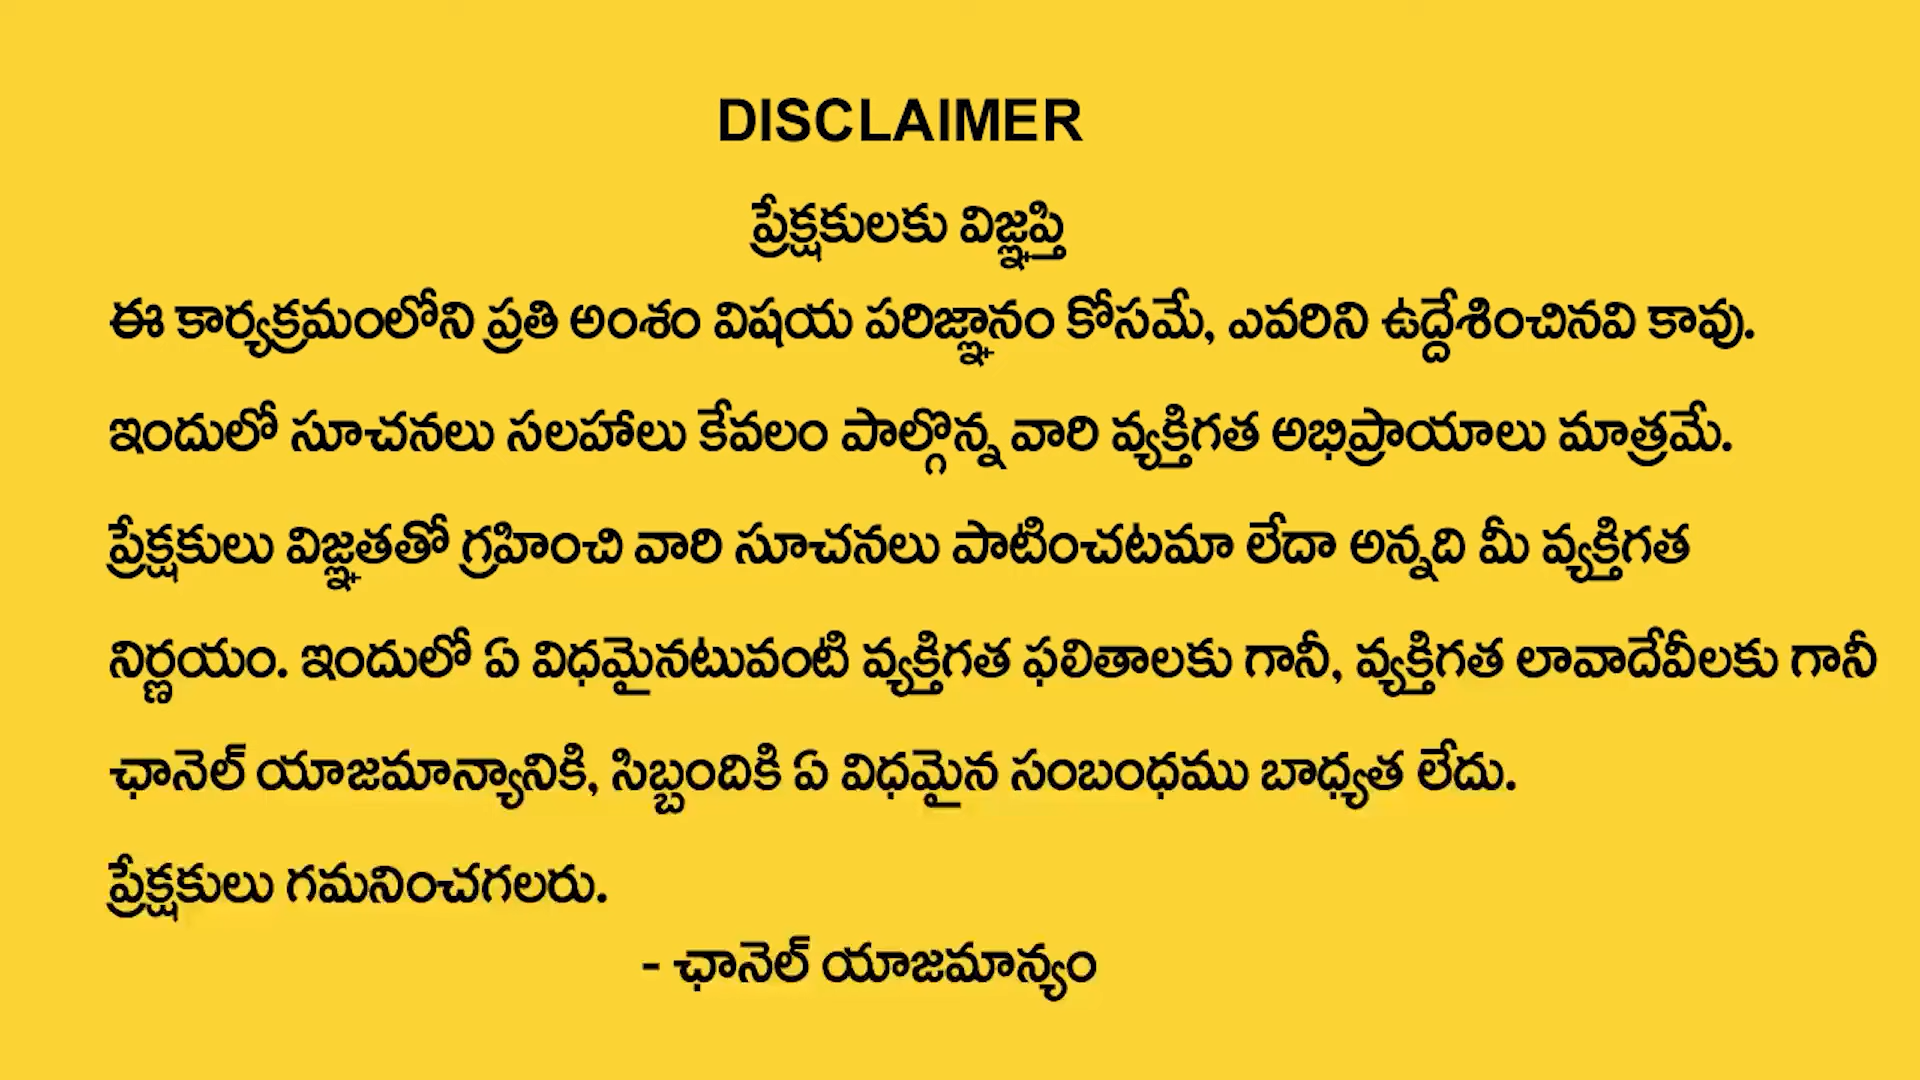 DISCLAIMER
ప్రేక్షకులకు విజ్ఞప్తి
ఈ కార్యక్రమంలోని ప్రతి అంశం విషయ పరిజ్ఞానం కోసమే, ఎవరిని ఉద్దేశించినవి కావు.
ఇందులో సూచనలు సలహాలు కేవలం పాల్గొన్న వారి వ్యక్తిగత అభిప్రాయాలు మాత్రమే.
ప్రేక్షకులు విజ్ఞతతో గ్రహించి వారి సూచనలు పాటించటమా లేదా అన్నది మీ వ్యక్తిగత
నిర్ణయం. ఇందులో ఏ విధమైనటువంటి వ్యక్తిగత ఫలితాలకు గానీ, వ్యక్తిగత లావాదేవీలకు గానీ
ఛానెల్ యాజమాన్యానికి, సిబ్బందికి ఏ విధమైన సంబంధము బాధ్యత లేదు.
ప్రేక్షకులు గమనించగలరు.
- ఛానెల్ యాజమాన్యం